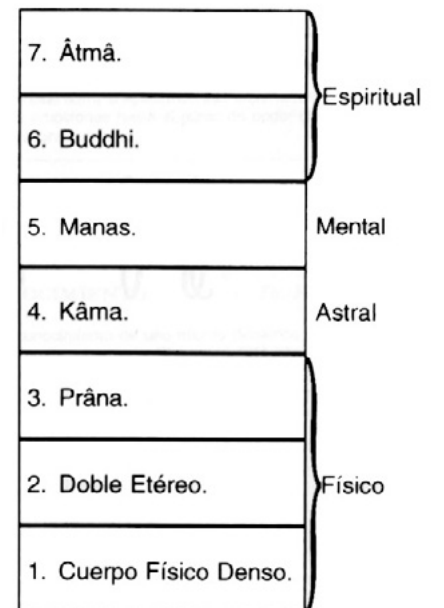 7. Âtmâ.
Espiritual
6. Buddhi.
5. Manas. Mental
4. Kâma. Astral
3. Prâna.
2. Doble Etéreo. Físico
1. Cuerpo Físico Denso.